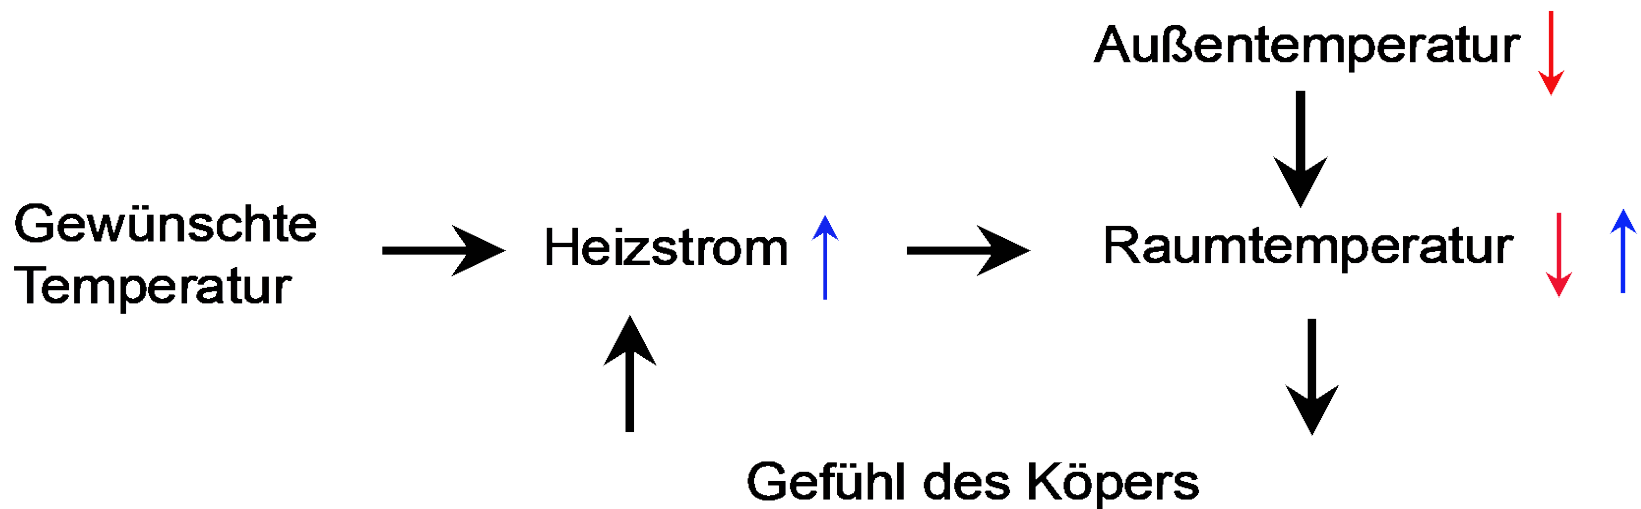 Außentemperatur
Gewünschte
Temperatur
Heizstrom
Raumtemperatur
Gefühl des Köpers